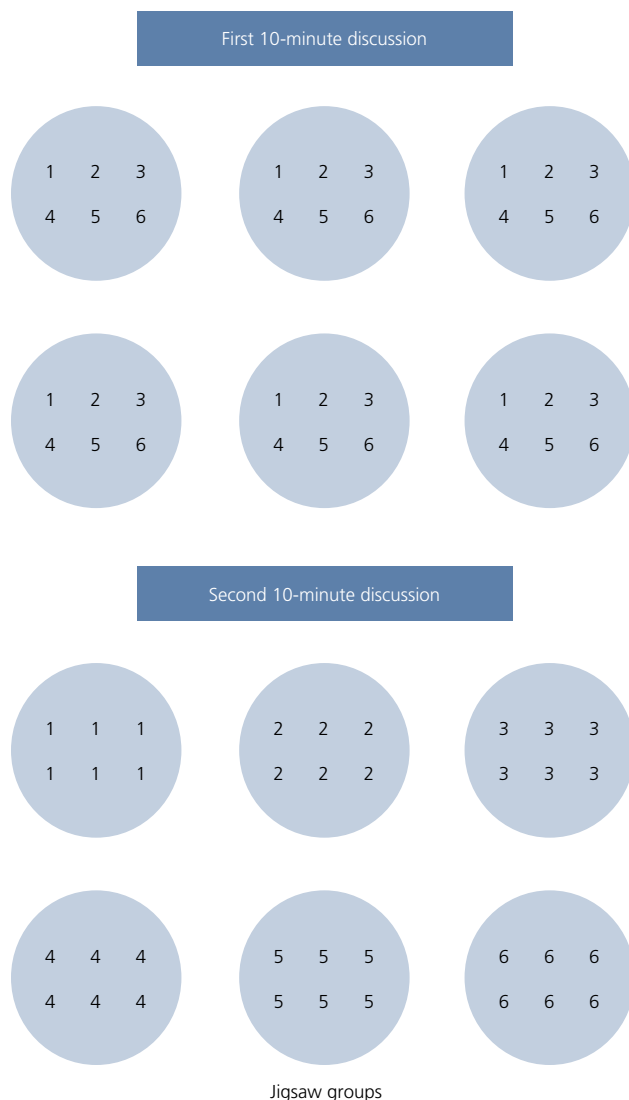 First 10-minute discussion
1 2 3 1 2 3 1 2 3
4 5 6 4 5 6 4 5 6
1 2 3 1 2 3 1 2 3
4 5 6 4 5 6 4 5 6
Second 10-minute discussion
1 1 1 2 2 2 3 3 3
1 1 1 2 2 2 3 3 3
4 4 4 5 5 5 6 6 6
4 4 4 5 5 5 6 6 6
Jigsaw groups